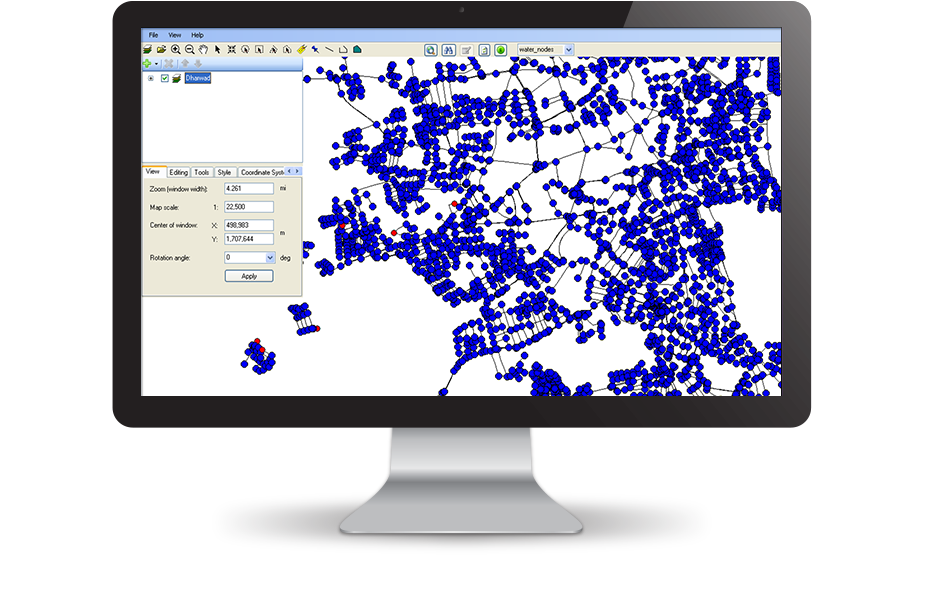 File View Help
water_nodes
Dharwad
View Editing Tools Style Coordinate Syst
Zoom (window width): 4.261 mi
Map scale: 1: 22,500
Center of window: X: 498,983
m
Y: 1,707,644
Rotation angle: 0 deg
Apply